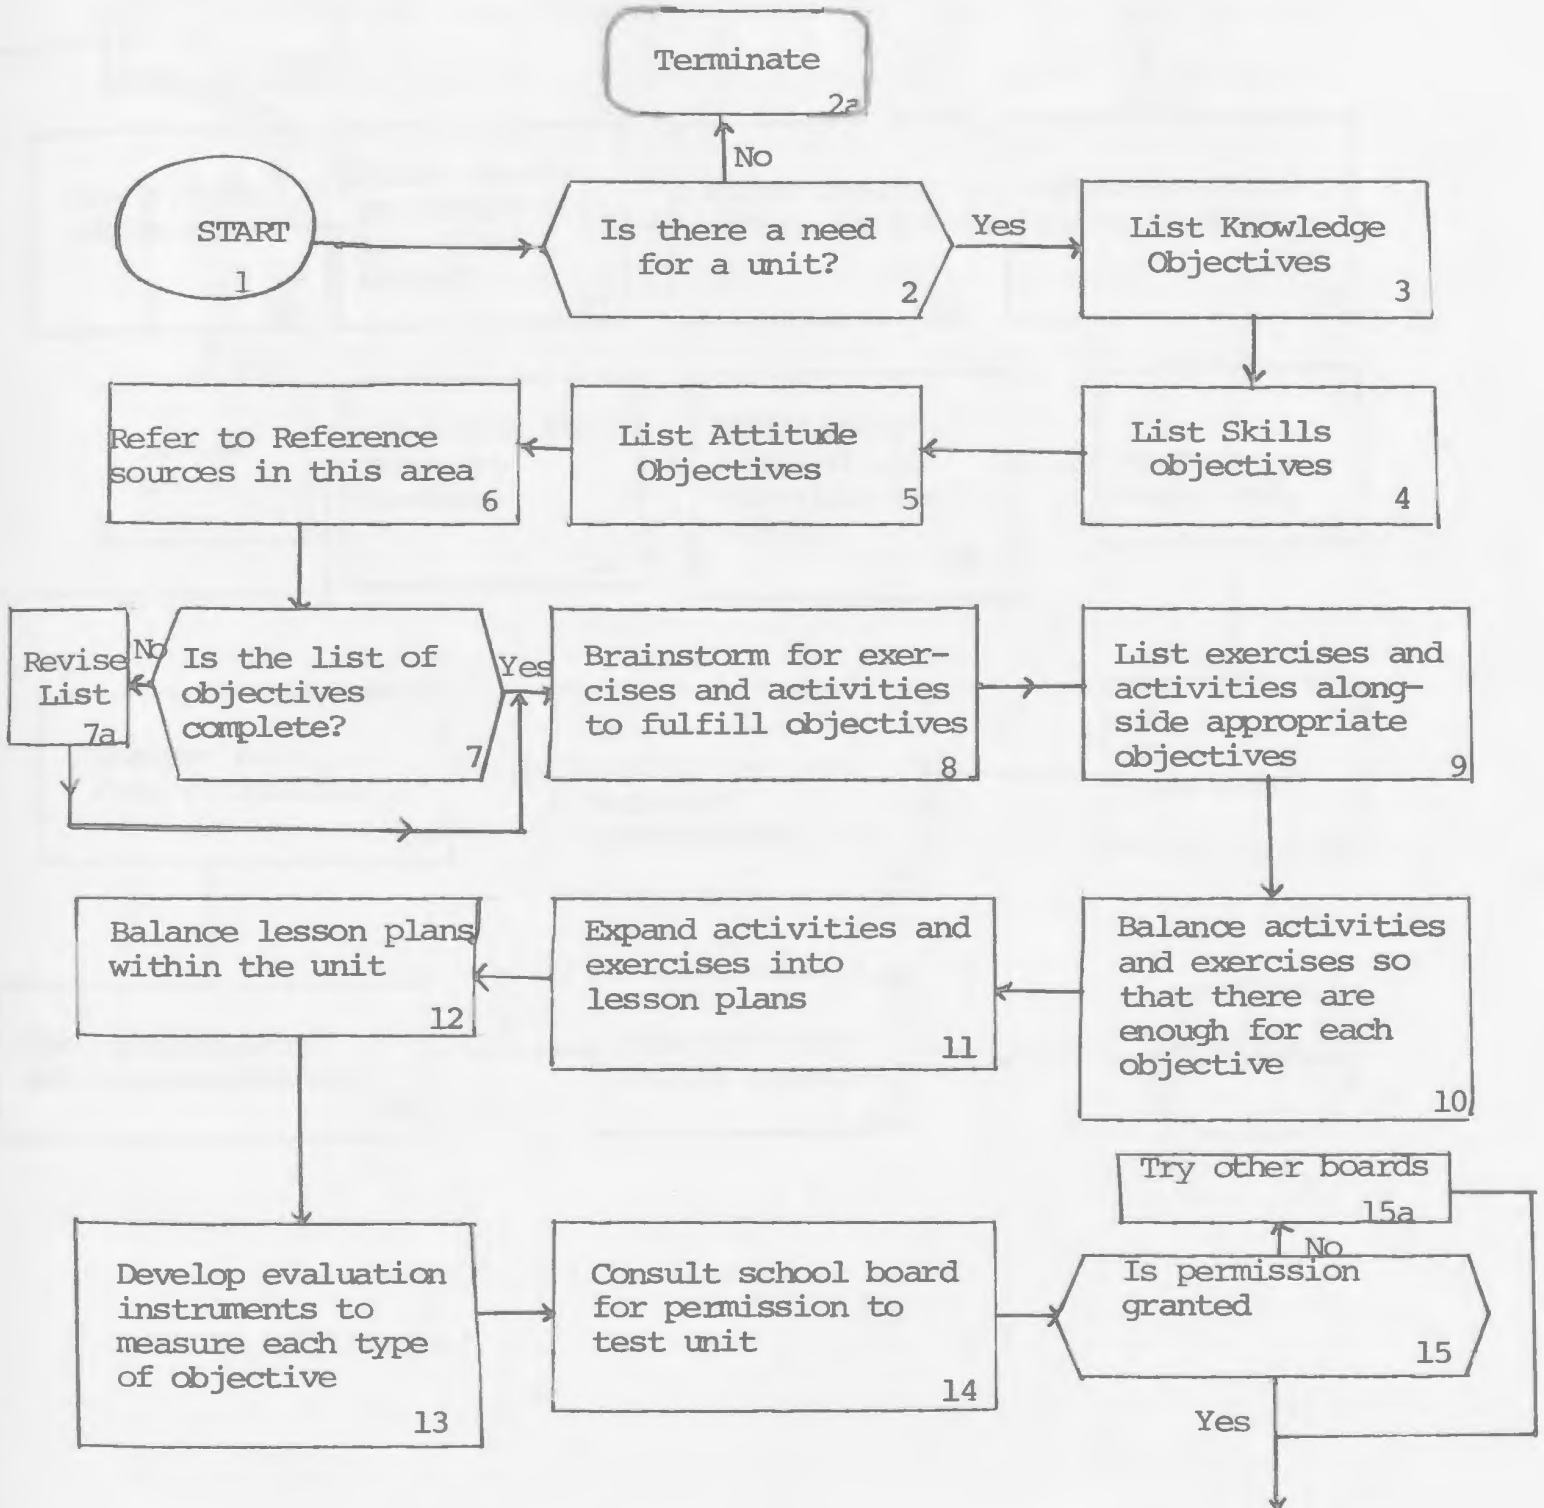 Terminate
2a
No
START
1
Is there a need
for a unit?
2
Yes
List Knowledge
Objectives
3
List Skills
objectives
4
List Attitude
Objectives
5
Refer to Reference
sources in this area
6
Is the list of
objectives
complete?
7
No
Revise
List
7a
Yes
Brainstorm for exer-
cises and activities
to fulfill objectives
8
List exercises and
activities along-
side appropriate
objectives
9
Balance activities
and exercises so
that there are
enough for each
objective
10
Expand activities and
exercises into
lesson plans
11
Balance lesson plans
within the unit
12
Develop evaluation
instruments to
measure each type
of objective
13
Consult school board
for permission to
test unit
14
Is permission
granted
15
No
Try other boards
15a
Yes